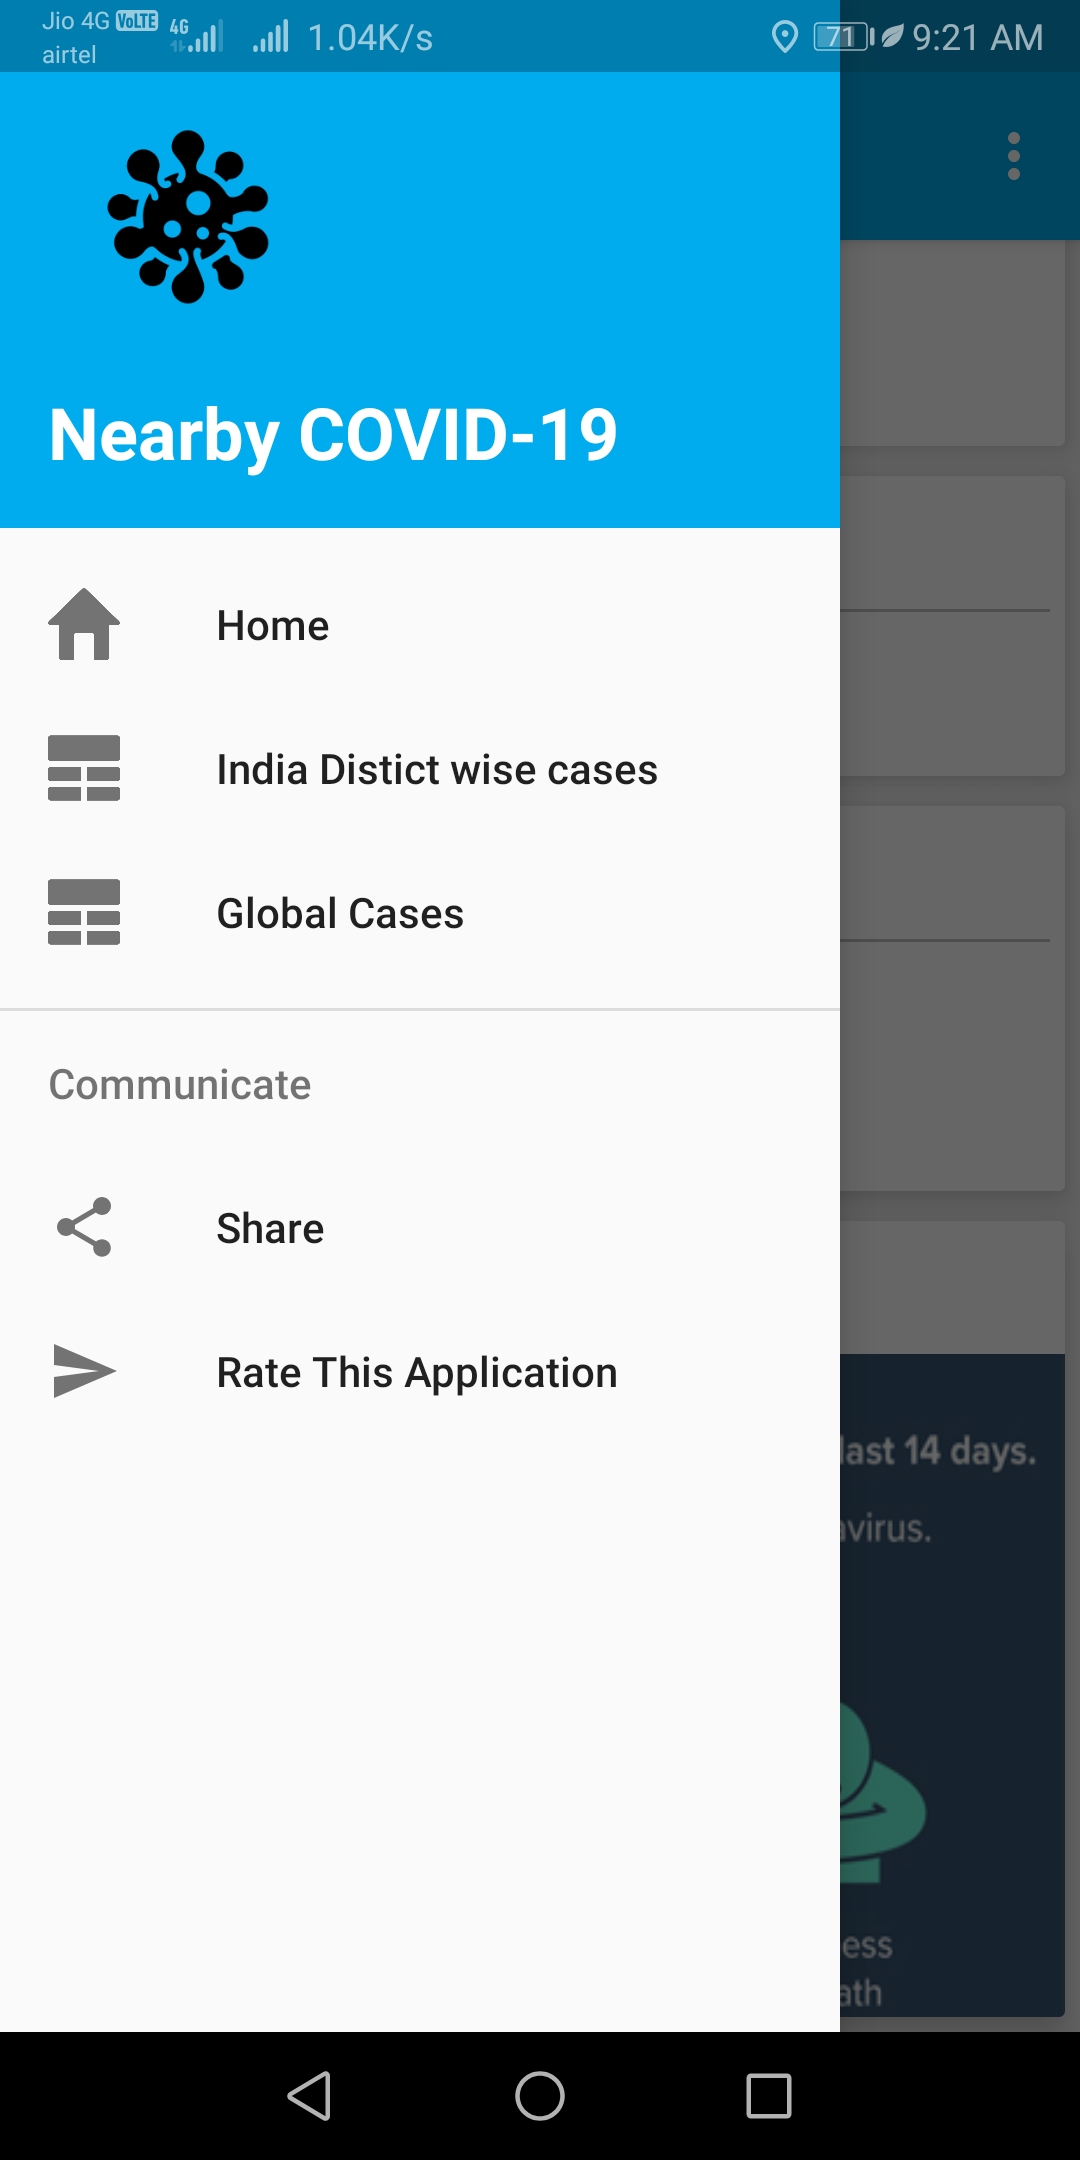 Jio 4G VoLTE 4G 1.04K/s 71 9:21 AM
airtel
Nearby COVID-19
Home
India Distict wise cases
Global Cases
Communicate
Share
Rate This Application
last 14 days.
avirus.
ess
ath